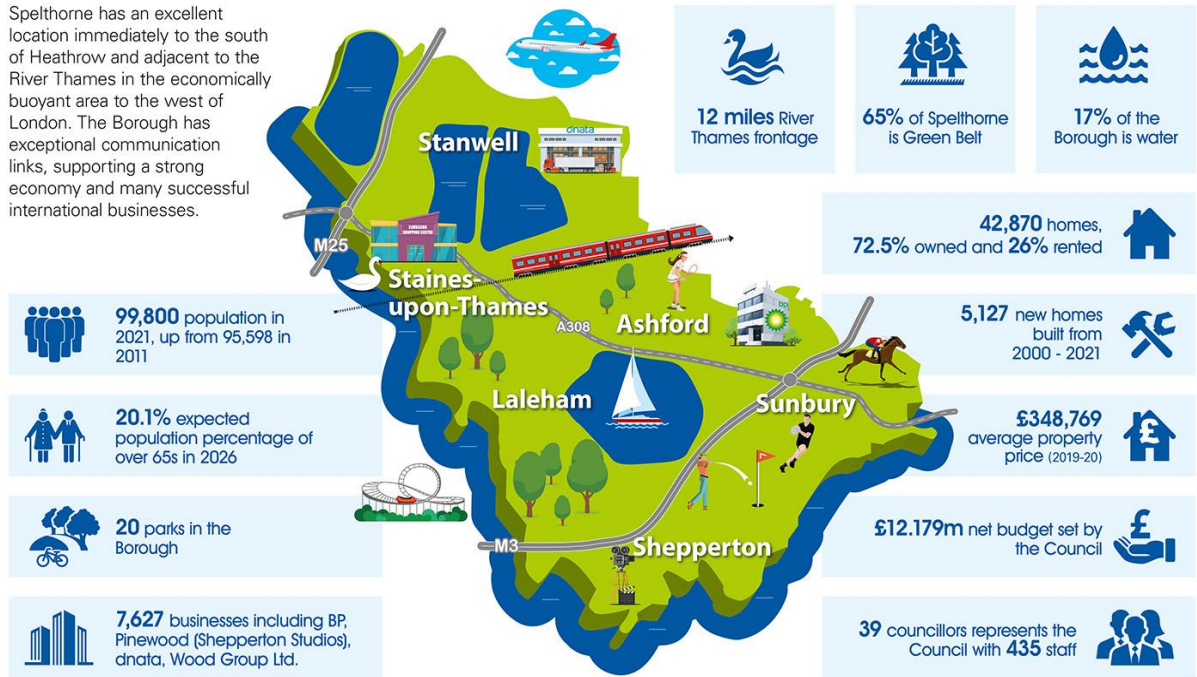 Spelthorne has an excellent
location immediately to the south
of Heathrow and adjacent to the
River Thames in the economically
buoyant area to the west of
London. The Borough has
exceptional communication
links, supporting a strong
economy and many successful
international businesses.
12 miles River
Thames frontage
65% of Spelthorne
is Green Belt
17% of the
Borough is water
Stanwell
dnata
M25
ELMSLEIGH
SHOPPING CENTRE
Staines-
upon-Thames
A308
Ashford
bp
Laleham
Sunbury
M3
Shepperton
99,800 population in
2021, up from 95,598 in
2011
20.1% expected
population percentage of
over 65s in 2026
20 parks in the
Borough
7,627 businesses including BP,
Pinewood (Shepperton Studios),
dnata, Wood Group Ltd.
42,870 homes,
72.5% owned and 26% rented
5,127 new homes
built from
2000 - 2021
£348,769
average property
price (2019-20)
£12.179m net budget set by
the Council
39 councillors represents the
Council with 435 staff